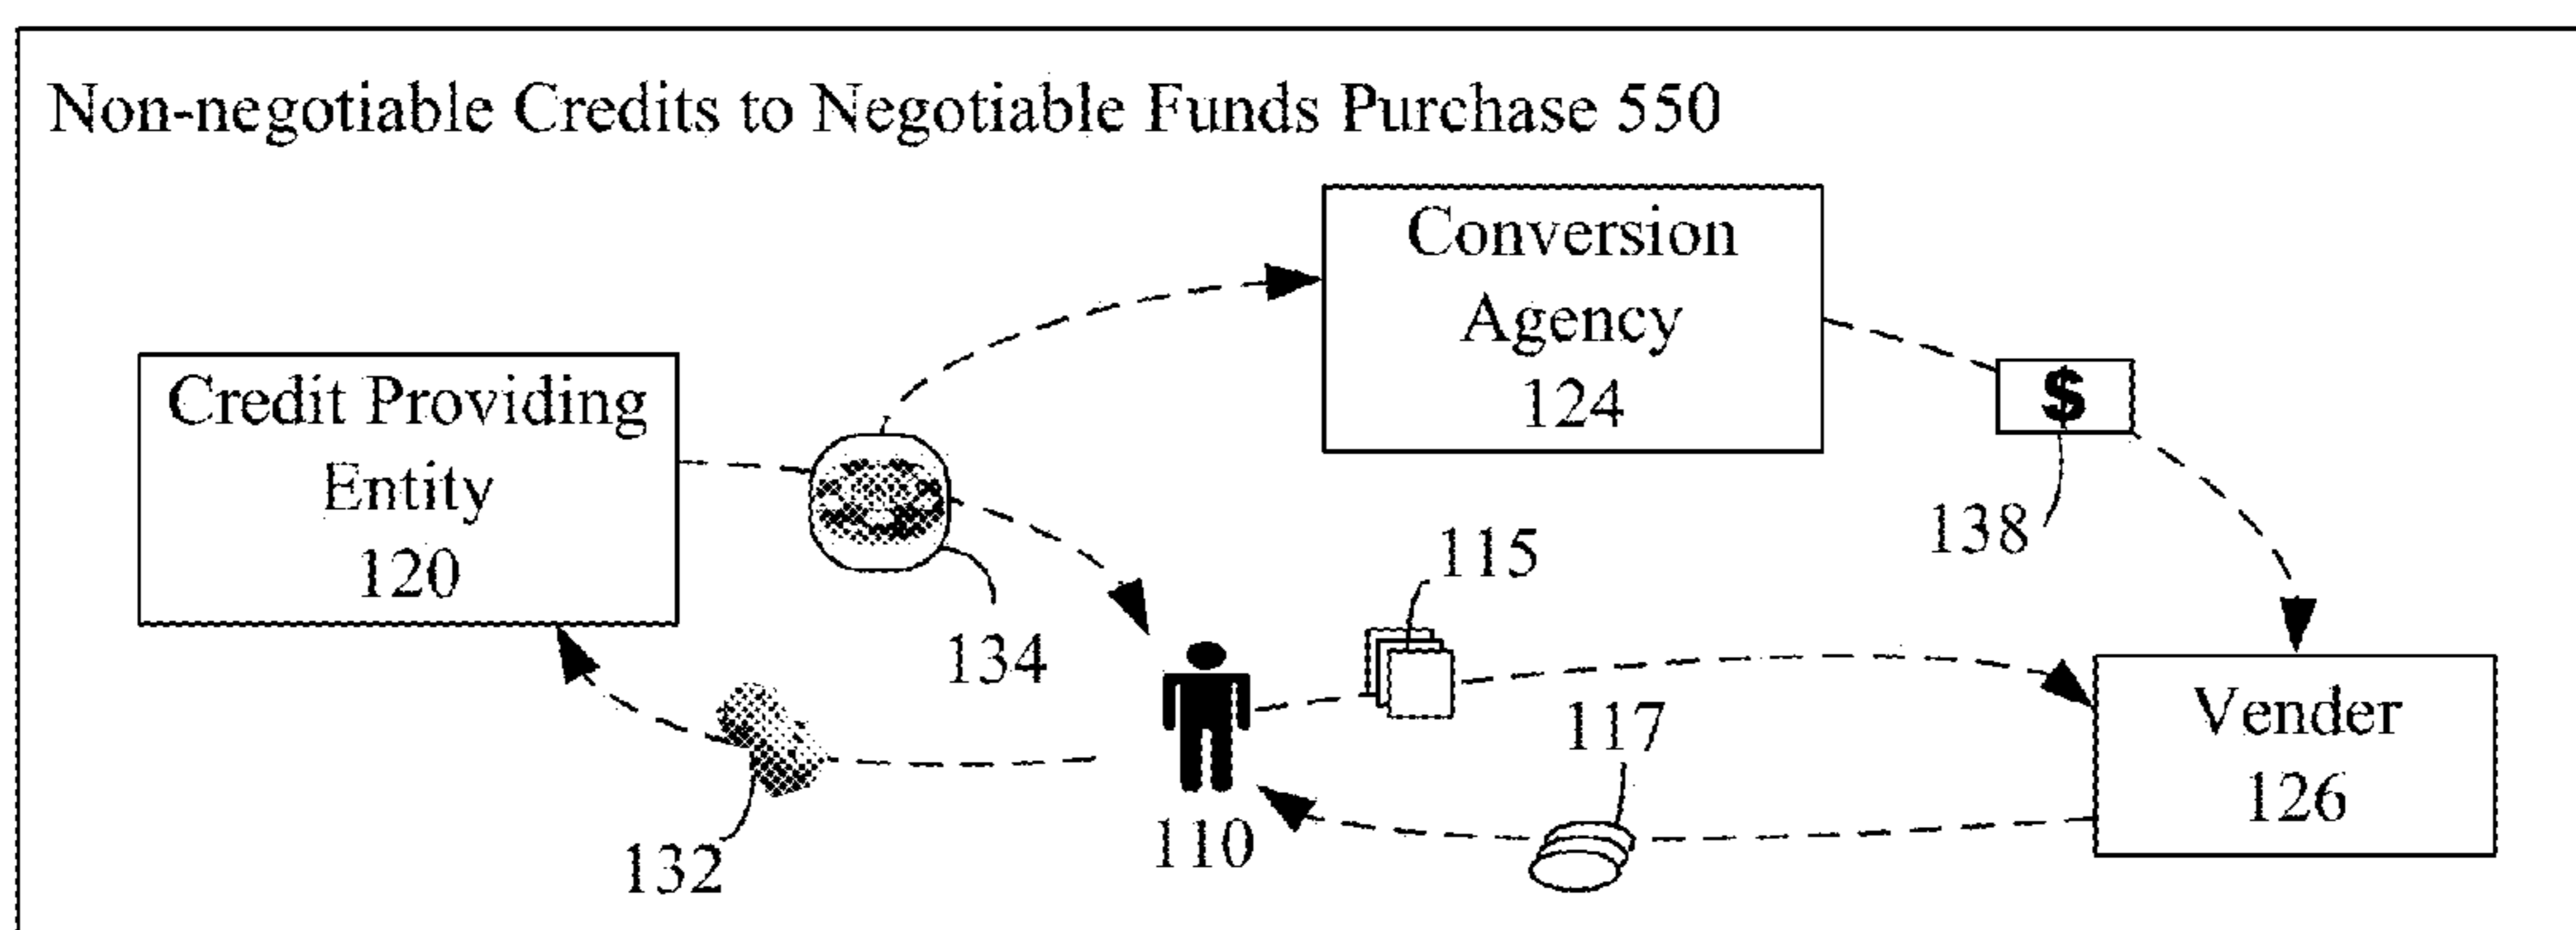 Non-negotiable Credits to Negotiable Funds Purchase 550
Conversion
Agency
124
Credit Providing
Entity
120
$
138
134
115
117
132
110
Vender
126